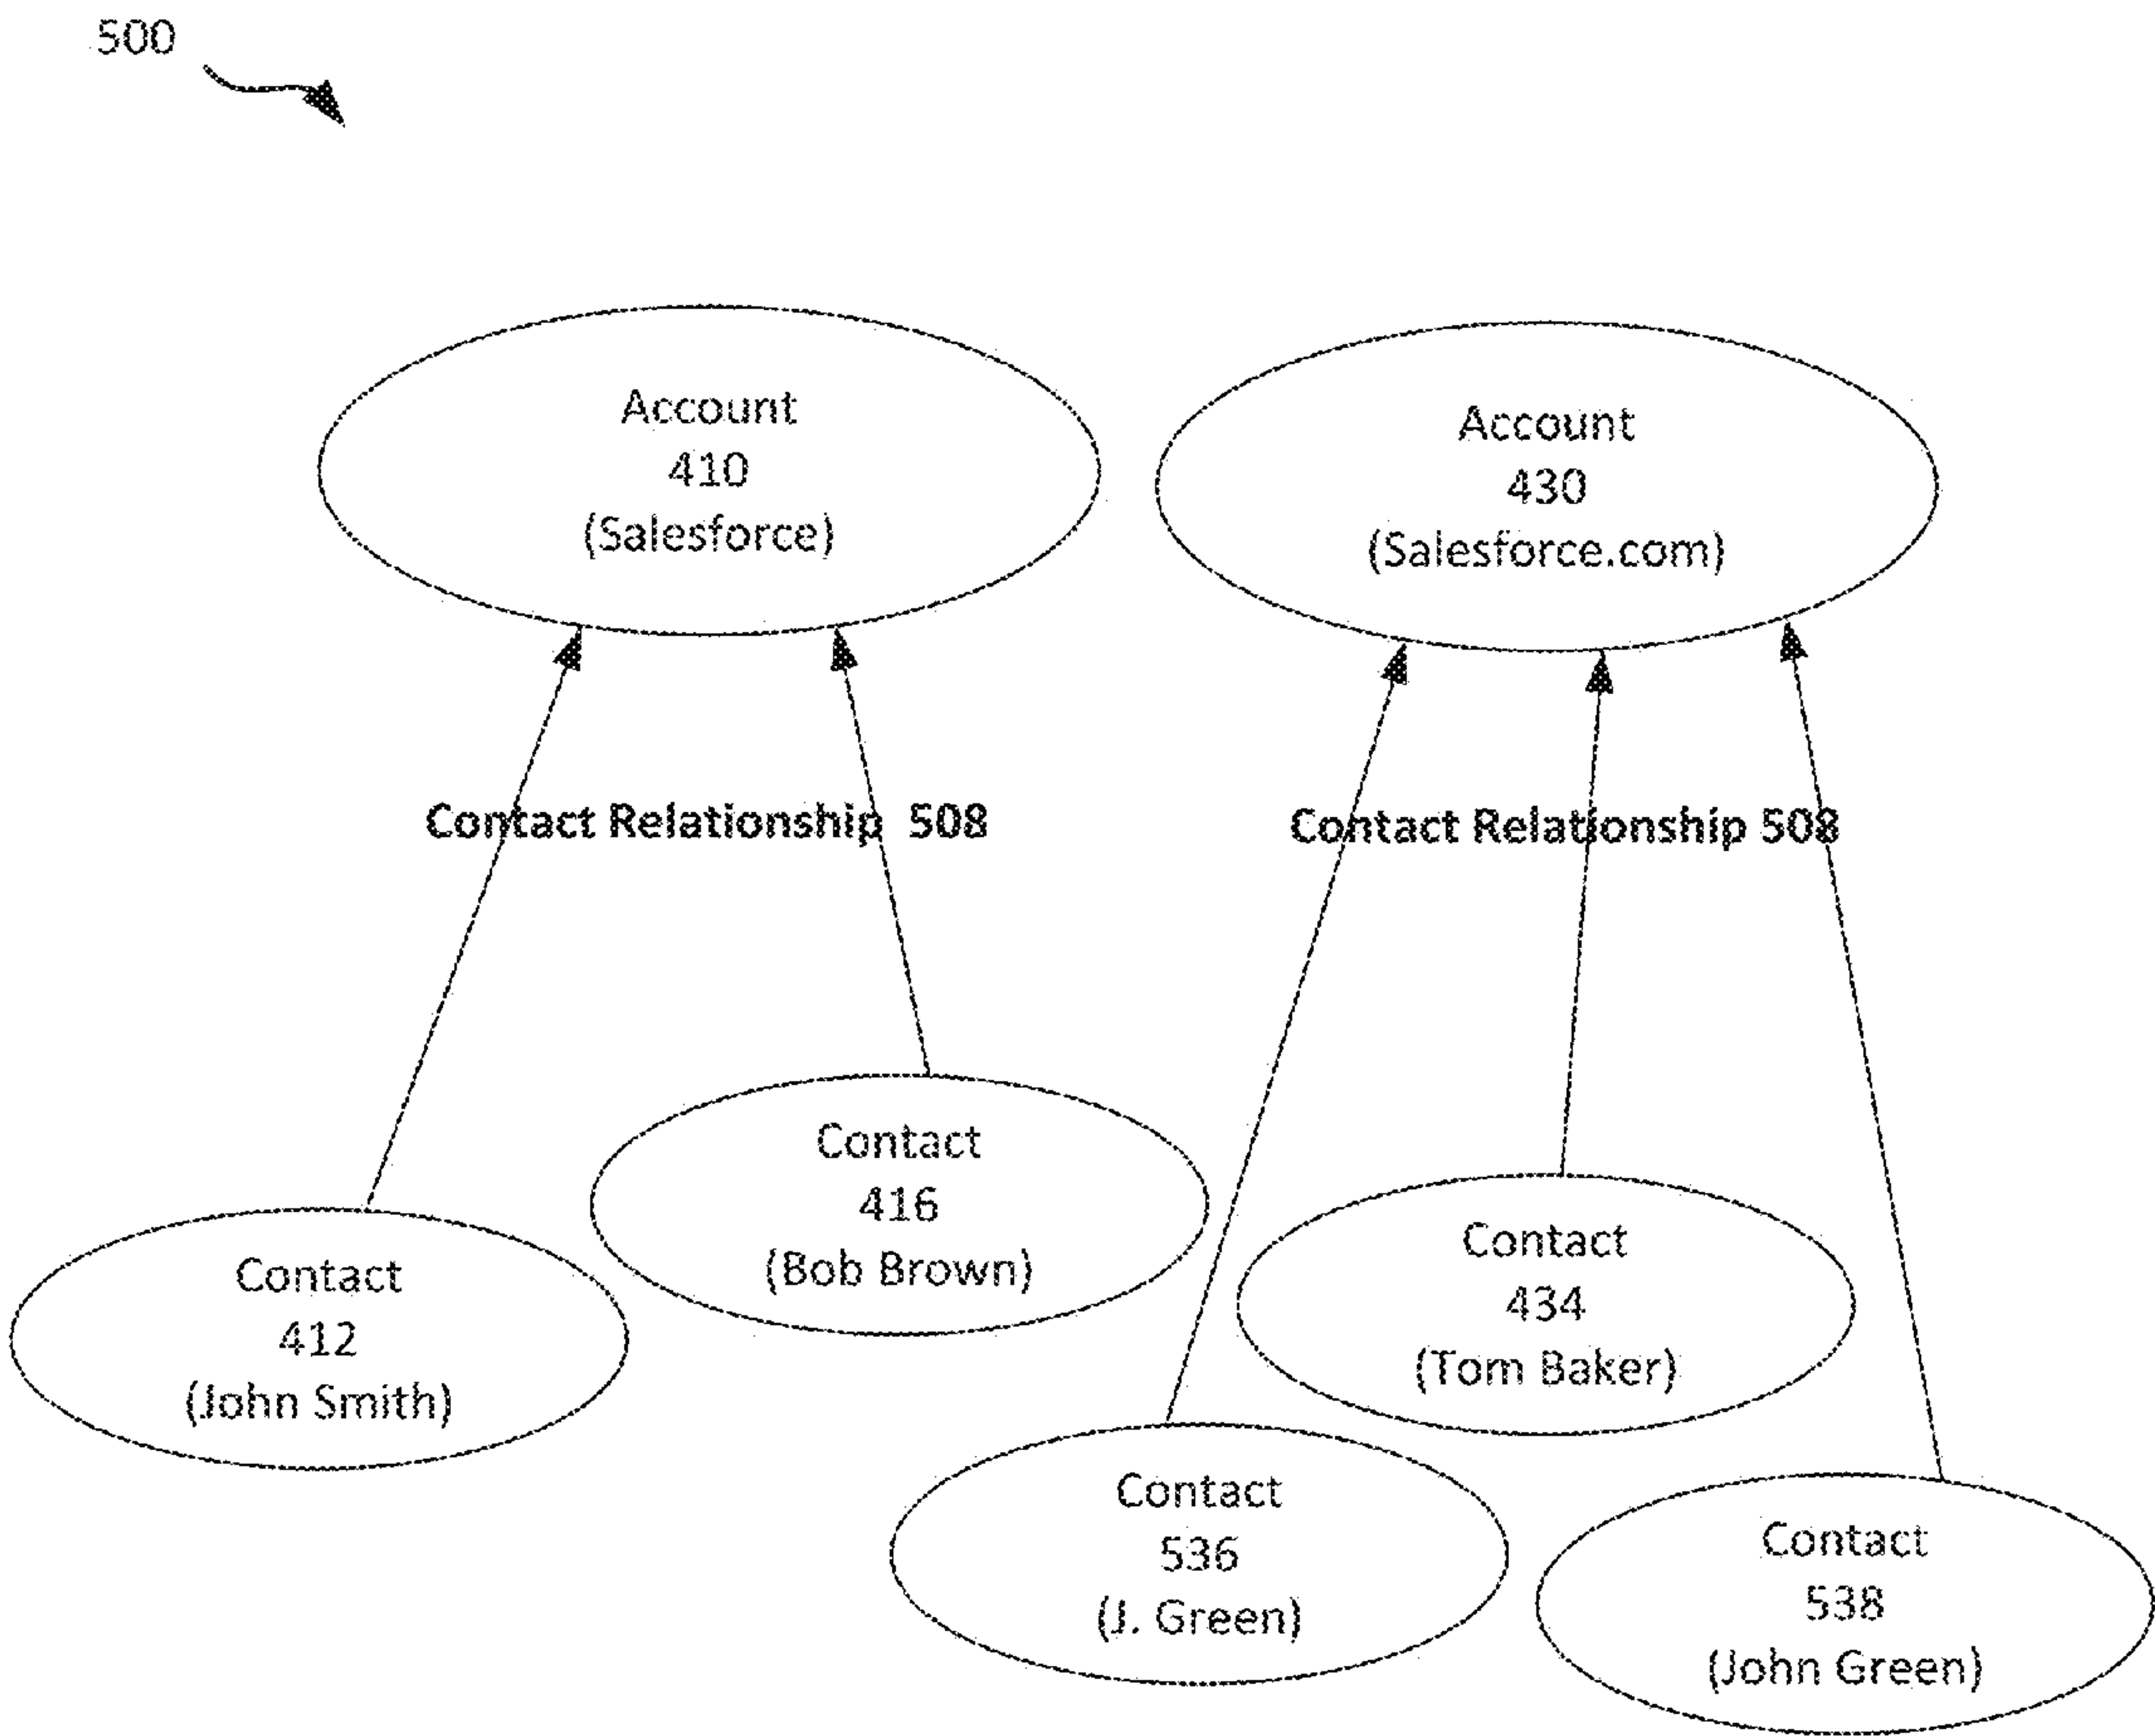 500
Account
410
(Salesforce)
Account
430
(Salesforce.com)
Contact Relationship 508
Contact Relationship 508
Contact
416
(Bob Brown)
Contact
412
(John Smith)
Contact
434
(Tom Baker)
Contact
536
(J. Green)
Contact
538
(John Green)